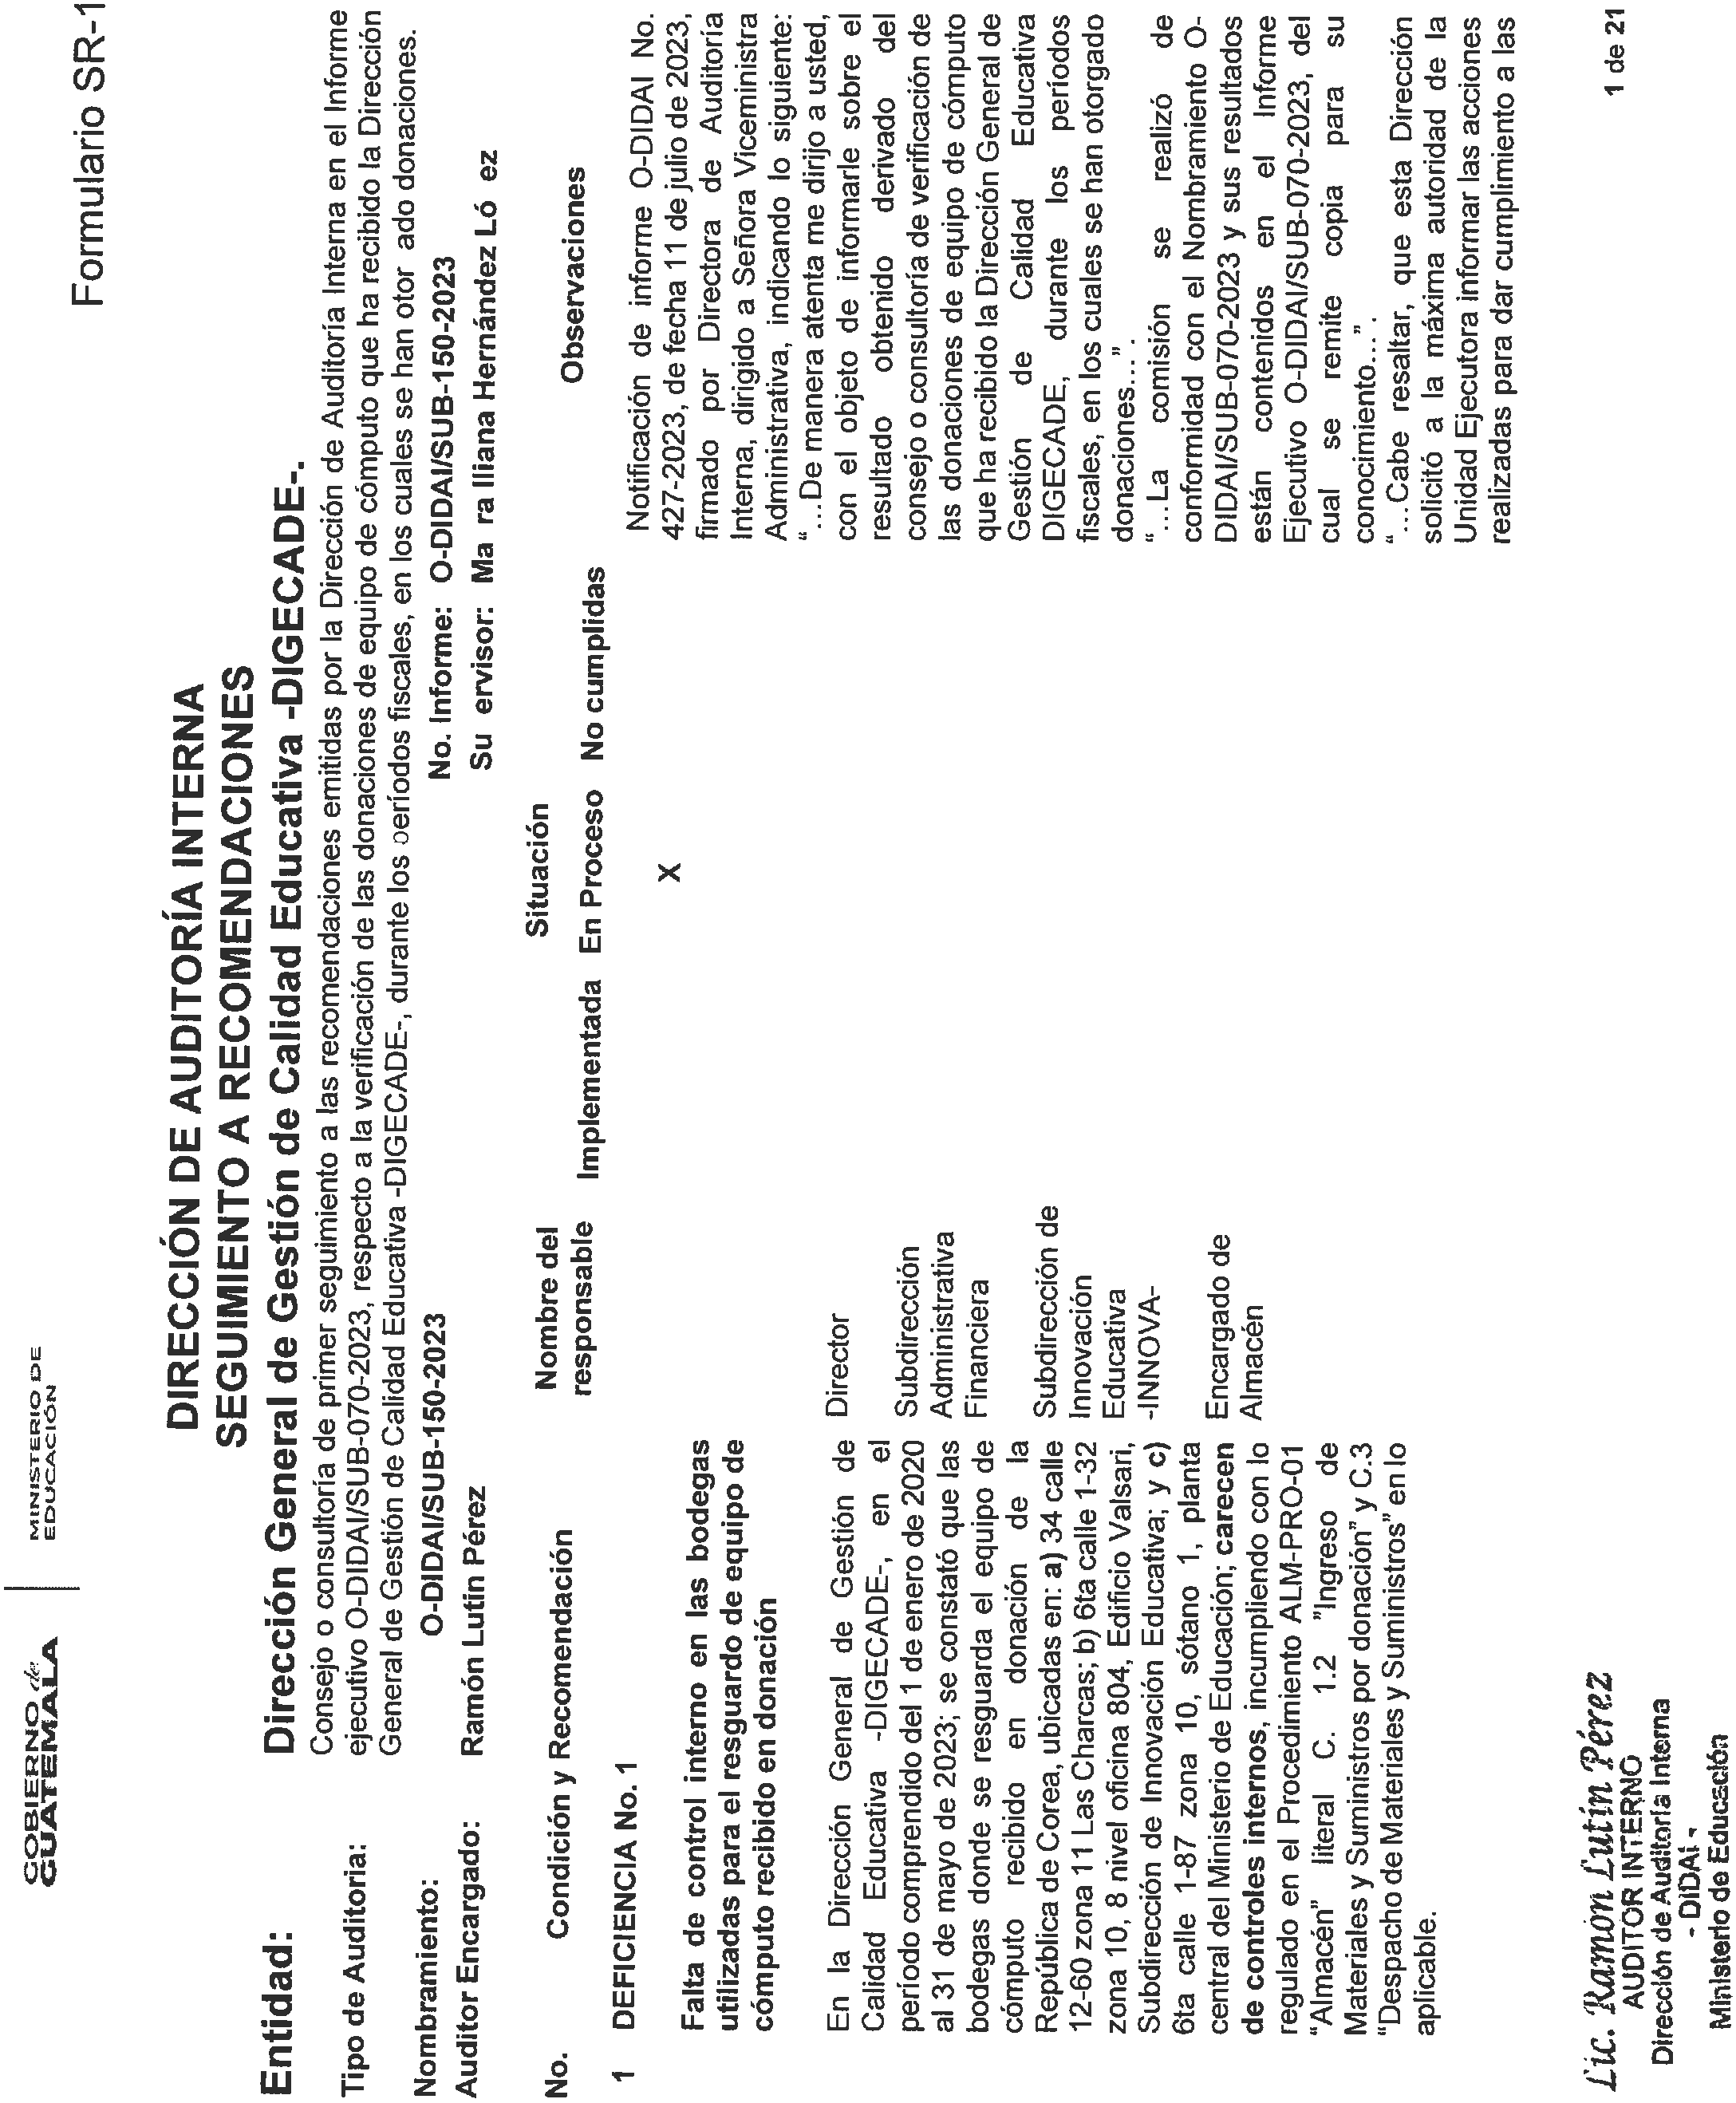 GOBIERNO de
GUATEMALA
MINISTERIO DE
EDUCACIÓN
Formulario SR-1
DIRECCIÓN DE AUDITORÍA INTERNA
SEGUIMIENTO A RECOMENDACIONES
Entidad: Dirección General de Gestión de Calidad Educativa -DIGECADE-.
Tipo de Auditoria: Consejo o consultoría de primer seguimiento a las recomendaciones emitidas por la Dirección de Auditoría Interna en el Informe
ejecutivo O-DIDAI/SUB-070-2023, respecto a la verificación de las donaciones de equipo de cómputo que ha recibido la Dirección
General de Gestión de Calidad Educativa -DIGECADE-, durante los períodos fiscales, en los cuales se han otor ado donaciones.
Nombramiento: O-DIDAI/SUB-150-2023 No. Informe: O-DIDAI/SUB-150-2023
Auditor Encargado: Ramón Lutín Pérez Su ervisor: Ma ra Iliana Hernández Ló ez
No. Condición y Recomendación
Nombre del
responsable
Situación
Implementada En Proceso No cumplidas
Observaciones
1 DEFICIENCIA No. 1
Falta de control interno en las bodegas
utilizadas para el resguardo de equipo de
cómputo recibido en donación
En la Dirección General de Gestión de
Calidad Educativa -DIGECADE-, en el
período comprendido del 1 de enero de 2020
al 31 de mayo de 2023; se constató que las
bodegas donde se resguarda el equipo de
cómputo recibido en donación de la
República de Corea, ubicadas en: a) 34 calle
12-60 zona 11 Las Charcas; b) 6ta calle 1-32
zona 10, 8 nivel oficina 804, Edificio Valsari,
Subdirección de Innovación Educativa; y c)
6ta calle 1-87 zona 10, sótano 1, planta
central del Ministerio de Educación; carecen
de controles internos, incumpliendo con lo
regulado en el Procedimiento ALM-PRO-01
“Almacén” literal C. 1.2 ”Ingreso de
Materiales y Suministros por donación” y C.3
“Despacho de Materiales y Suministros” en lo
aplicable.
Director
Subdirección
Administrativa
Financiera
Subdirección de
Innovación
Educativa
-INNOVA-
Encargado de
Almacén
X
Notificación de informe O-DIDAI No.
427-2023, de fecha 11 de julio de 2023,
firmado por Directora de Auditoría
Interna, dirigido a Señora Viceministra
Administrativa, indicando lo siguiente:
“...De manera atenta me dirijo a usted,
con el objeto de informarle sobre el
resultado obtenido derivado del
consejo o consultoría de verificación de
las donaciones de equipo de cómputo
que ha recibido la Dirección General de
Gestión de Calidad Educativa
DIGECADE, durante los períodos
fiscales, en los cuales se han otorgado
donaciones...”.
“...La comisión se realizó de
conformidad con el Nombramiento O-
DIDAI/SUB-070-2023 y sus resultados
están contenidos en el Informe
Ejecutivo O-DIDAI/SUB-070-2023, del
cual se remite copia para su
conocimiento...”.
“...Cabe resaltar, que esta Dirección
solicitó a la máxima autoridad de la
Unidad Ejecutora informar las acciones
realizadas para dar cumplimiento a las
Lic. Ramón Lutín Pérez
AUDITOR INTERNO
Dirección de Auditoría Interna
- DIDAI -
Ministerio de Educación
1 de 21